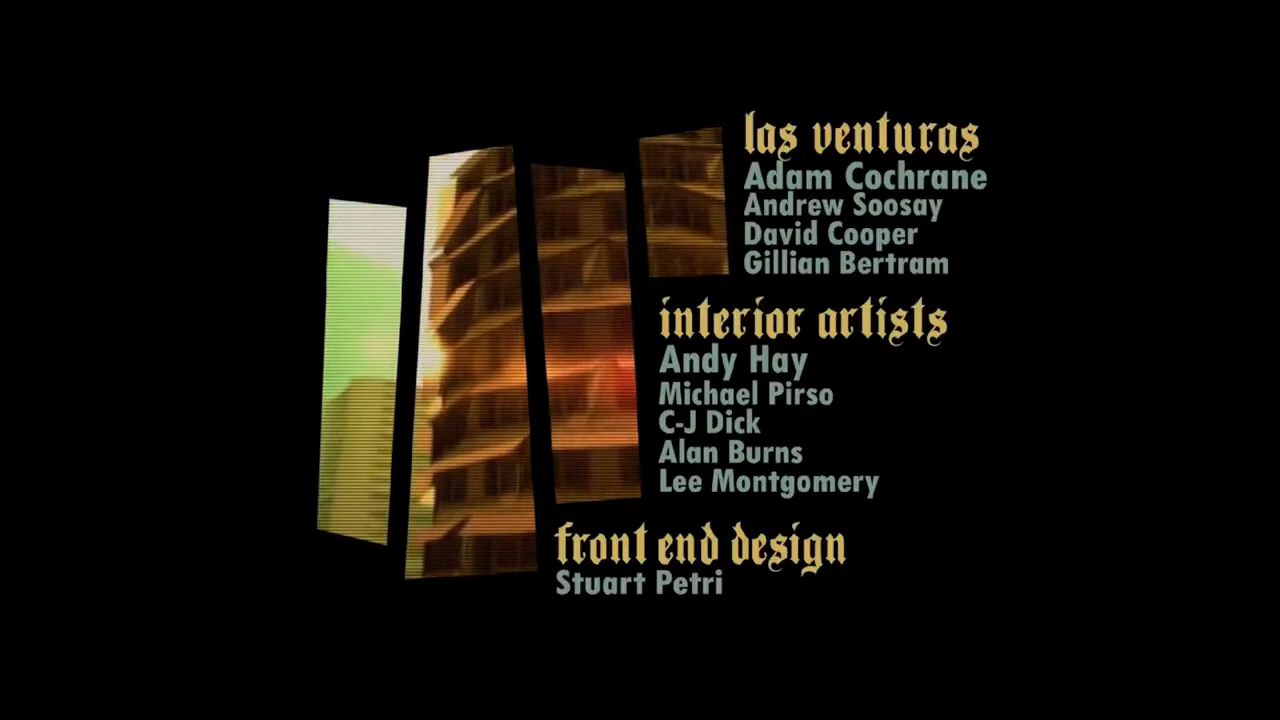 las venturas
Adam Cochrane
Andrew Soosay
David Cooper
Gillian Bertram
interior artists
Andy Hay
Michael Pirso
C-J Dick
Alan Burns
Lee Montgomery
front end design
Stuart Petri